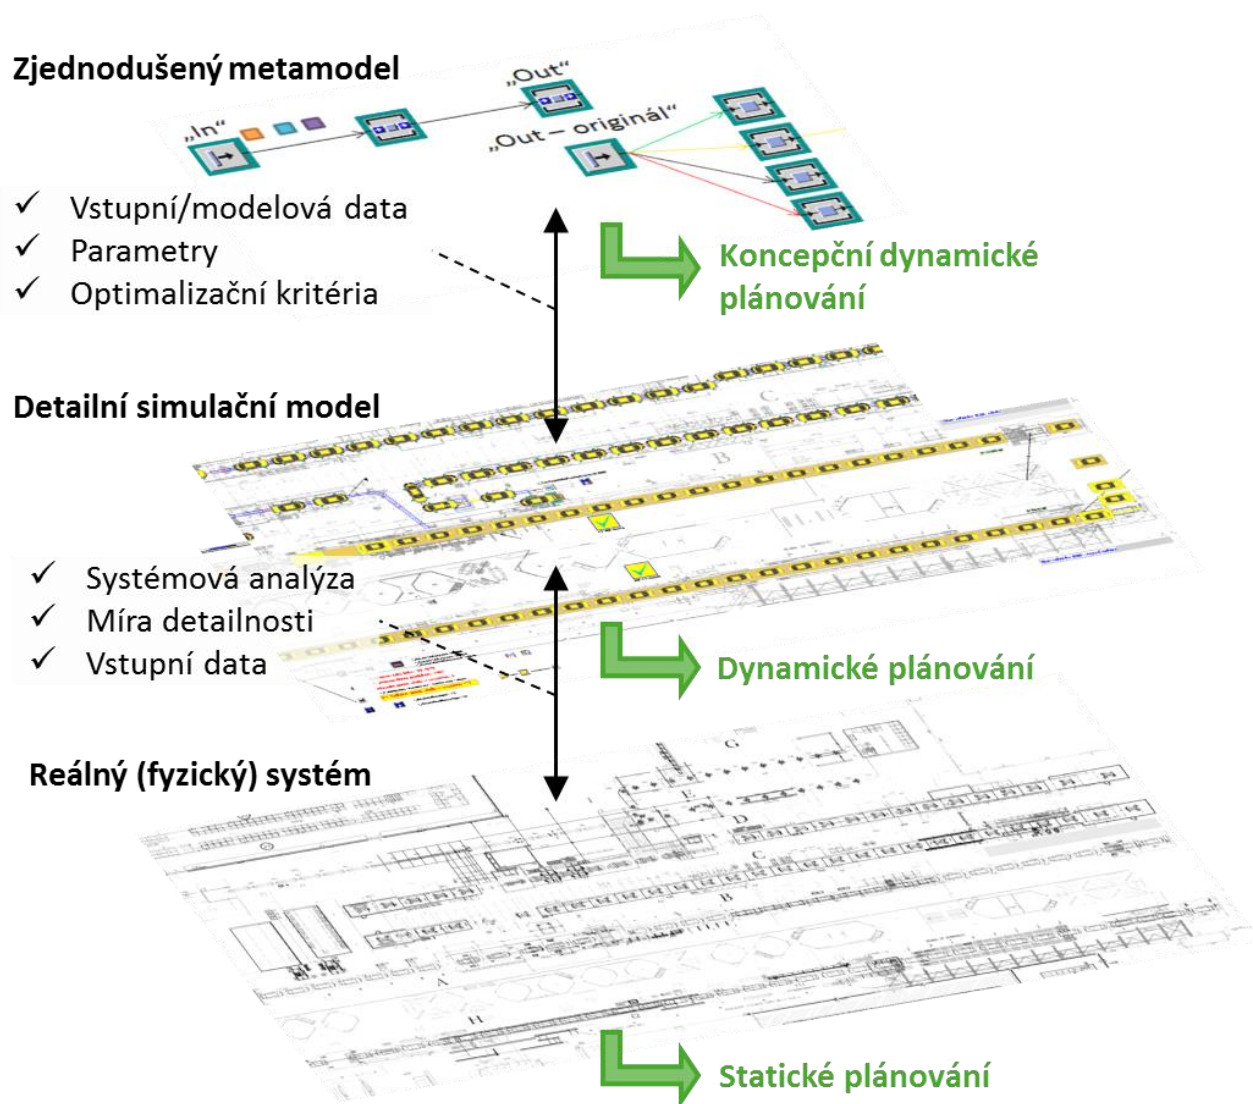 Zjednodušený metamodel
„Out“
„In“
„Out – originál“
✓ Vstupní/modelová data
✓ Parametry
✓ Optimalizační kritéria
Koncepční dynamické
plánování
Detailní simulační model
C
B
✓ Systémová analýza
✓ Míra detailnosti
✓ Vstupní data
Dynamické plánování
Reálný (fyzický) systém
G
E
D
C
B
A
H
Statické plánování